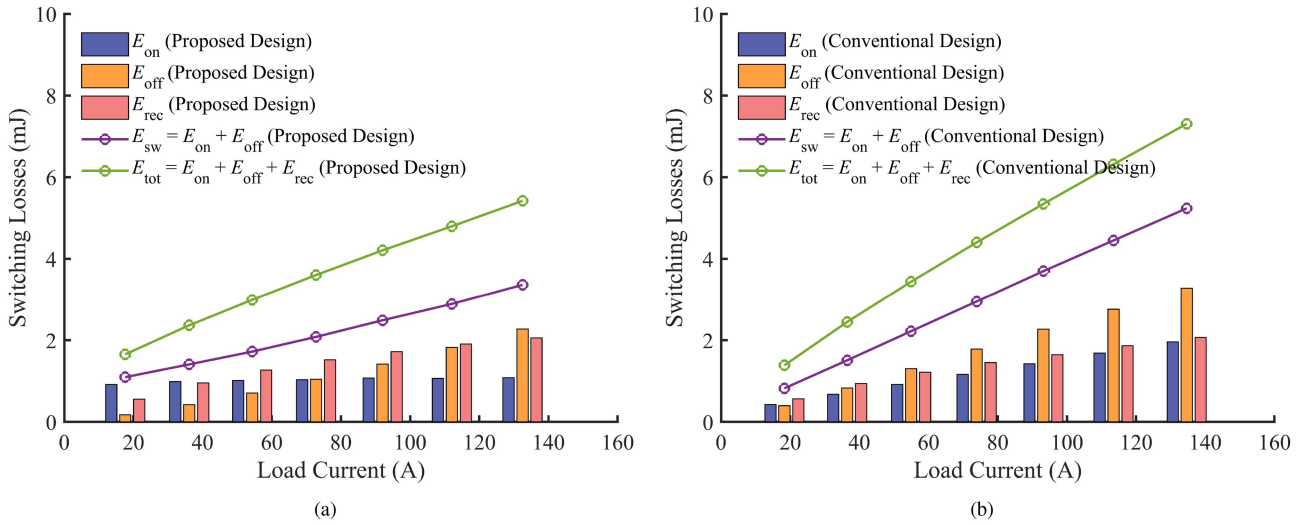 Switching Losses (mJ)
10
8
6
4
2
0
E_on (Proposed Design)
E_off (Proposed Design)
E_rec (Proposed Design)
E_sw = E_on + E_off (Proposed Design)
E_tot = E_on + E_off + E_rec (Proposed Design)
0 20 40 60 80 100 120 140 160
Load Current (A)
(a)
Switching Losses (mJ)
10
8
6
4
2
0
E_on (Conventional Design)
E_off (Conventional Design)
E_rec (Conventional Design)
E_sw = E_on + E_off (Conventional Design)
E_tot = E_on + E_off + E_rec (Conventional Design)
0 20 40 60 80 100 120 140 160
Load Current (A)
(b)